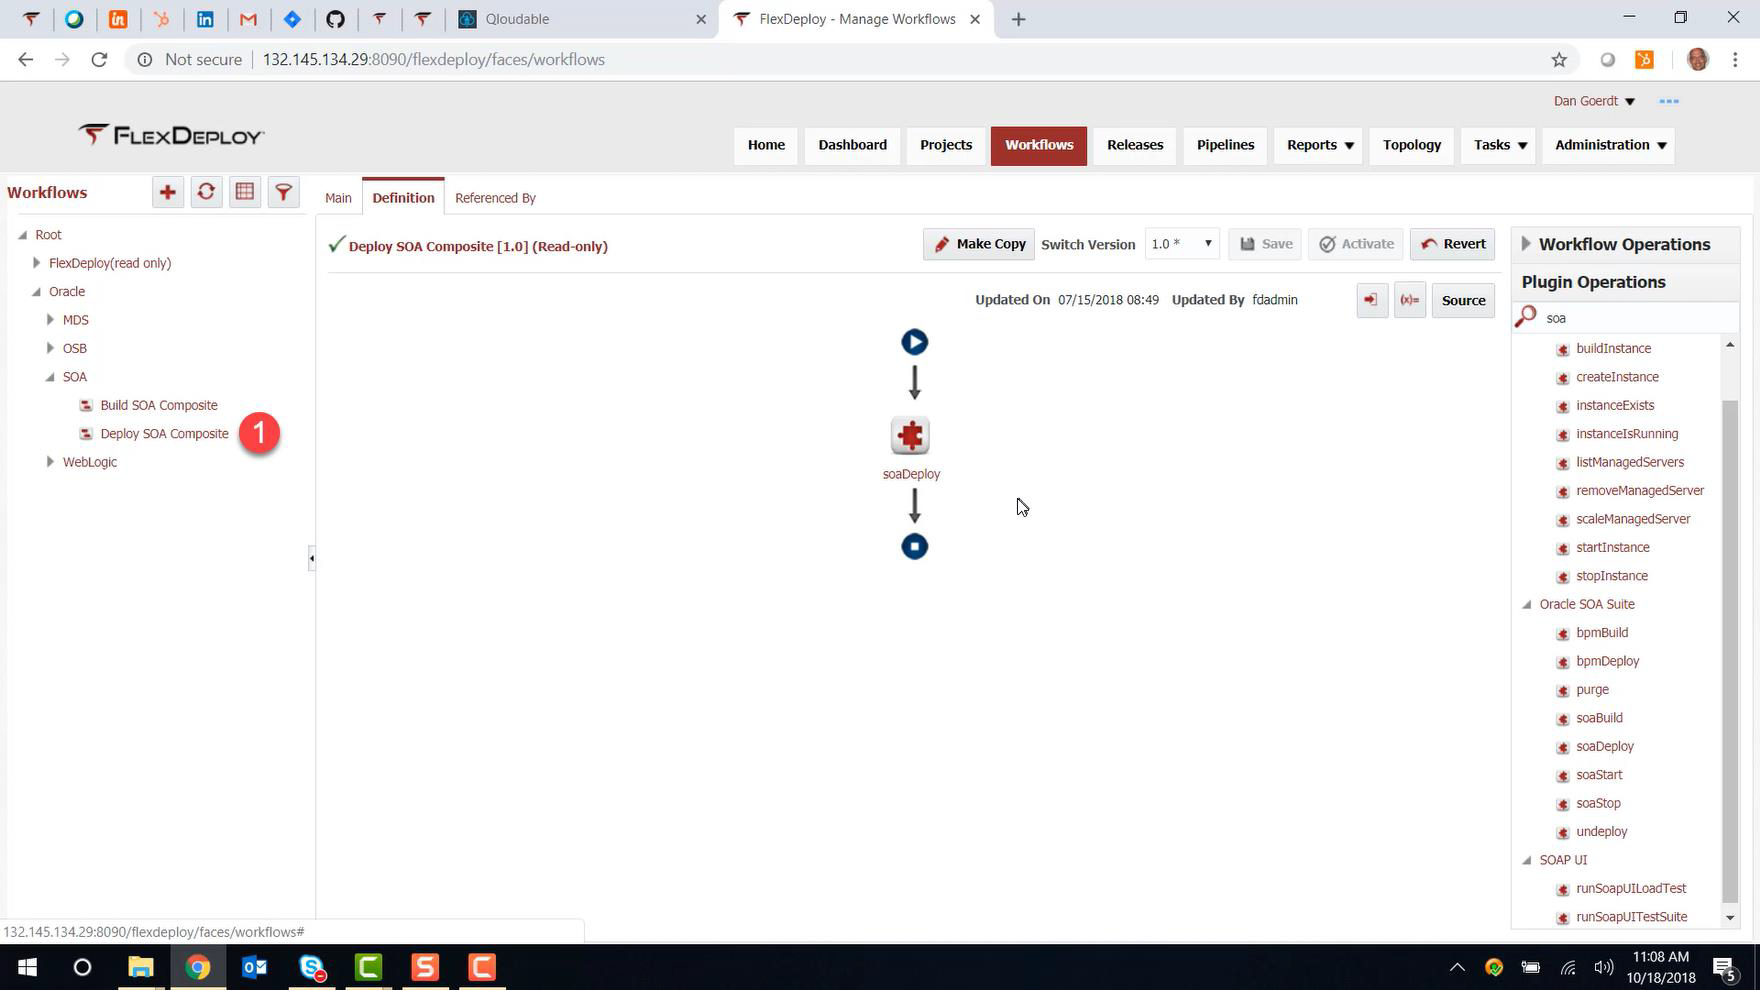 Qloudable
FlexDeploy - Manage Workflows
Not secure 132.145.134.29:8090/flexdeploy/faces/workflows
Dan Goerdt
FLEXDEPLOY
Home
Dashboard
Projects
Workflows
Releases
Pipelines
Reports
Topology
Tasks
Administration
Workflows
Root
FlexDeploy(read only)
Oracle
MDS
OSB
SOA
Build SOA Composite
Deploy SOA Composite
1
WebLogic
Main
Definition
Referenced By
Deploy SOA Composite [1.0] (Read-only)
Make Copy
Switch Version
1.0 *
Save
Activate
Revert
Updated On 07/15/2018 08:49 Updated By fdadmin
(x)=
Source
soaDeploy
Workflow Operations
Plugin Operations
soa
buildInstance
createInstance
instanceExists
instanceIsRunning
listManagedServers
removeManagedServer
scaleManagedServer
startInstance
stopInstance
Oracle SOA Suite
bpmBuild
bpmDeploy
purge
soaBuild
soaDeploy
soaStart
soaStop
undeploy
SOAP UI
runSoapUILoadTest
runSoapUITestSuite
132.145.134.29:8090/flexdeploy/faces/workflows#
11:08 AM
10/18/2018
5